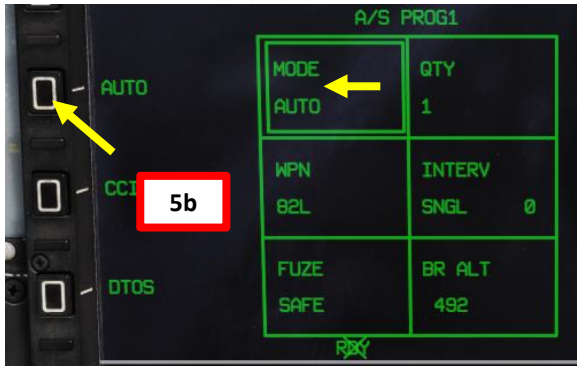 A/S PROG1
AUTO
MODE
AUTO
QTY
1
CCI
5b
WPN
82L
INTERV
SNGL 0
DTOS
FUZE
SAFE
BR ALT
492
RDY